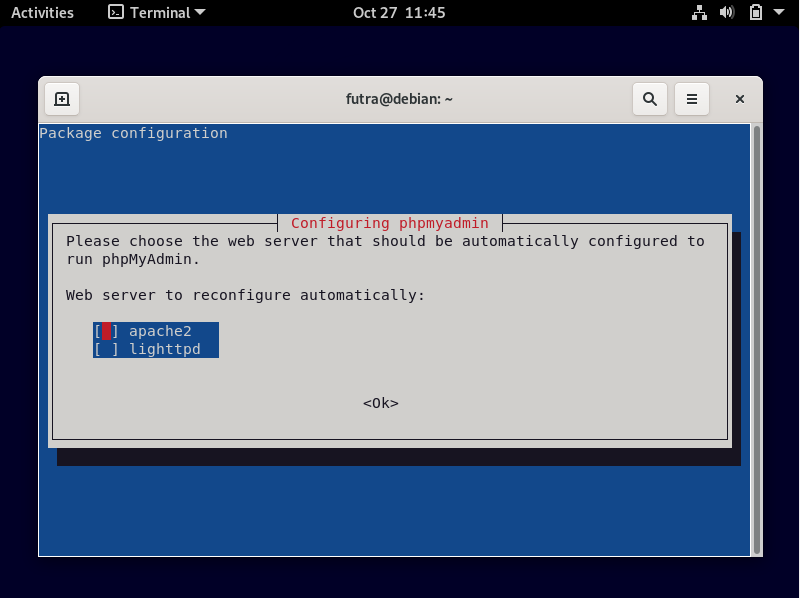 Activities Terminal Oct 27 11:45
futra@debian: ~
Package configuration
Configuring phpmyadmin
Please choose the web server that should be automatically configured to
run phpMyAdmin.
Web server to reconfigure automatically:
[ ] apache2
[ ] lighttpd
<Ok>